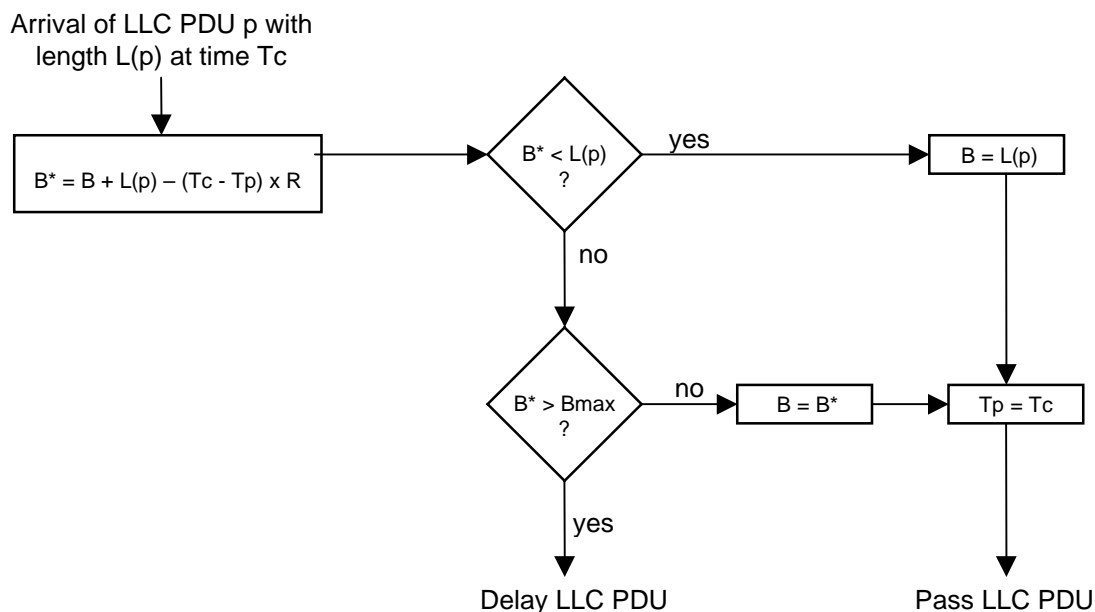 Arrival of LLC PDU p with
length L(p) at time Tc
B* = B + L(p) – (Tc - Tp) x R
B* < L(p)
?
yes
B = L(p)
no
B* > Bmax
?
no
B = B*
Tp = Tc
yes
Delay LLC PDU
Pass LLC PDU